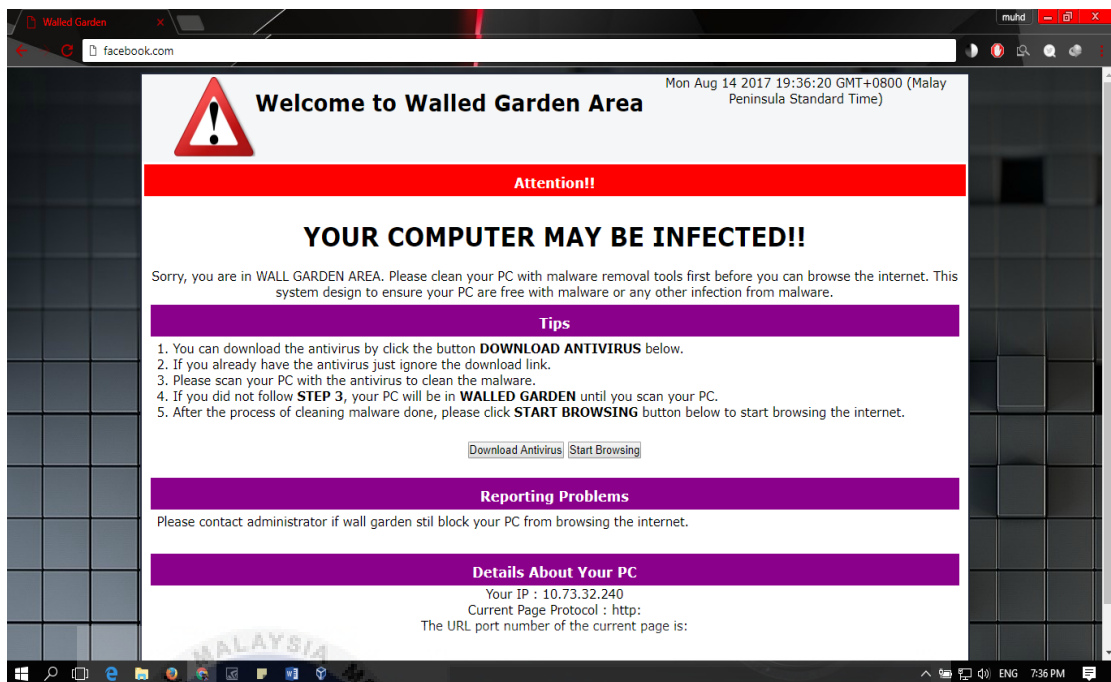 Walled Garden
muhd
facebook.com
Welcome to Walled Garden Area
Mon Aug 14 2017 19:36:20 GMT+0800 (Malay
Peninsula Standard Time)
Attention!!
YOUR COMPUTER MAY BE INFECTED!!
Sorry, you are in WALL GARDEN AREA. Please clean your PC with malware removal tools first before you can browse the internet. This
system design to ensure your PC are free with malware or any other infection from malware.
Tips
1. You can download the antivirus by click the button DOWNLOAD ANTIVIRUS below.
2. If you already have the antivirus just ignore the download link.
3. Please scan your PC with the antivirus to clean the malware.
4. If you did not follow STEP 3, your PC will be in WALLED GARDEN until you scan your PC.
5. After the process of cleaning malware done, please click START BROWSING button below to start browsing the internet.
Download Antivirus Start Browsing
Reporting Problems
Please contact administrator if wall garden stil block your PC from browsing the internet.
Details About Your PC
Your IP : 10.73.32.240
Current Page Protocol : http:
The URL port number of the current page is:
MALAYSIA
ENG 7:36 PM